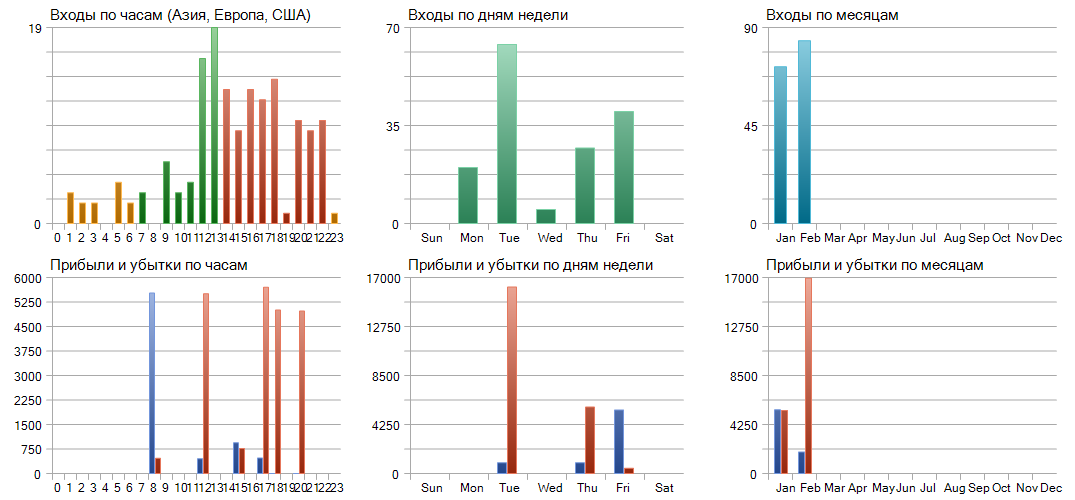 Входы по часам (Азия, Европа, США)
19
0
0 1 2 3 4 5 6 7 8 9 10 11 12 13 14 15 16 17 18 19 20 21 22 23
Входы по дням недели
70
35
0
Sun Mon Tue Wed Thu Fri Sat
Входы по месяцам
90
45
0
Jan Feb Mar Apr May Jun Jul Aug Sep Oct Nov Dec
Прибыли и убытки по часам
6000
5250
4500
3750
3000
2250
1500
750
0
0 1 2 3 4 5 6 7 8 9 10 11 12 13 14 15 16 17 18 19 20 21 22 23
Прибыли и убытки по дням недели
17000
12750
8500
4250
0
Sun Mon Tue Wed Thu Fri Sat
Прибыли и убытки по месяцам
17000
12750
8500
4250
0
Jan Feb Mar Apr May Jun Jul Aug Sep Oct Nov Dec